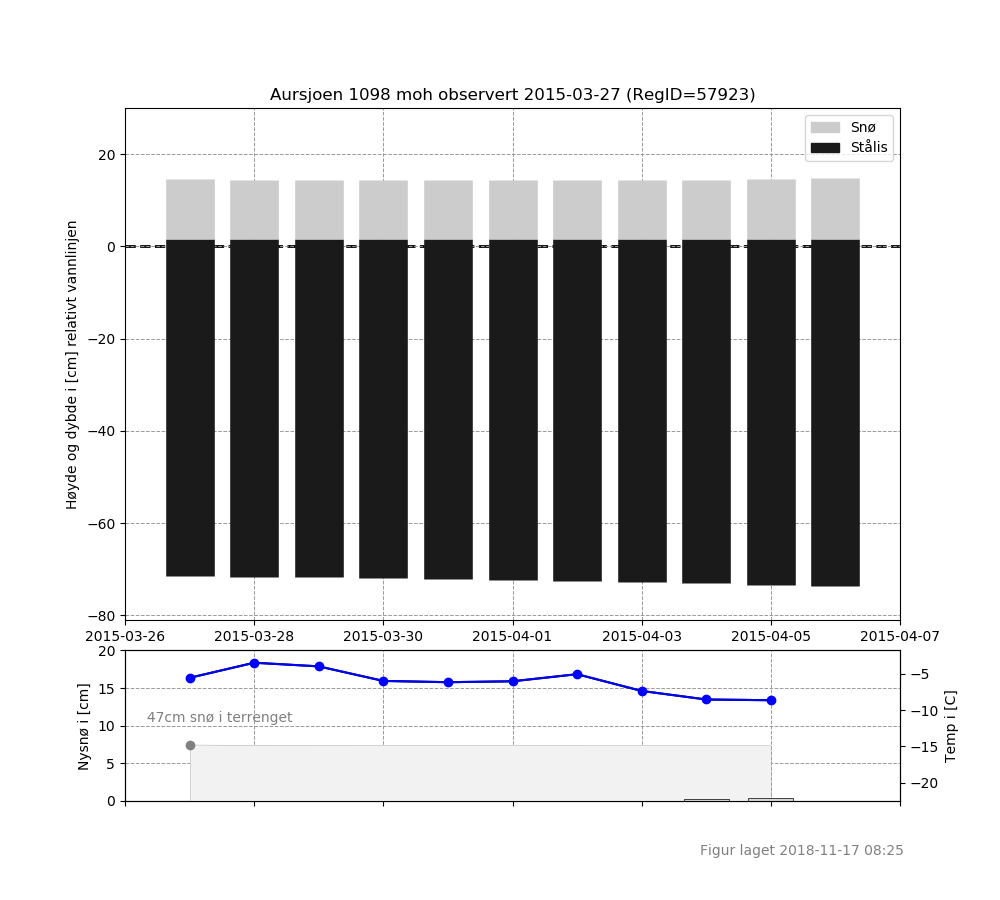 Aursjoen 1098 moh observert 2015-03-27 (RegID=57923)
Snø
Stålis
20
0
−20
−40
−60
−80
Høyde og dybde i [cm] relativt vannlinjen
2015-03-26 2015-03-28 2015-03-30 2015-04-01 2015-04-03 2015-04-05 2015-04-07
20
15
10
5
0
Nysnø i [cm]
47cm snø i terrenget
−5
−10
−15
−20
Temp i [C]
Figur laget 2018-11-17 08:25